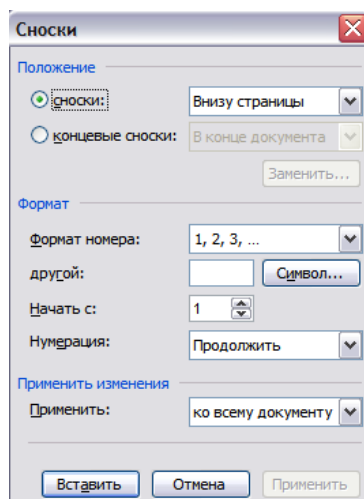 Сноски
Положение
сноски: Внизу страницы
концевые сноски: В конце документа
Заменить...
Формат
Формат номера: 1, 2, 3, ...
другой: Символ...
Начать с: 1
Нумерация: Продолжить
Применить изменения
Применить: ко всему документу
Вставить Отмена Применить